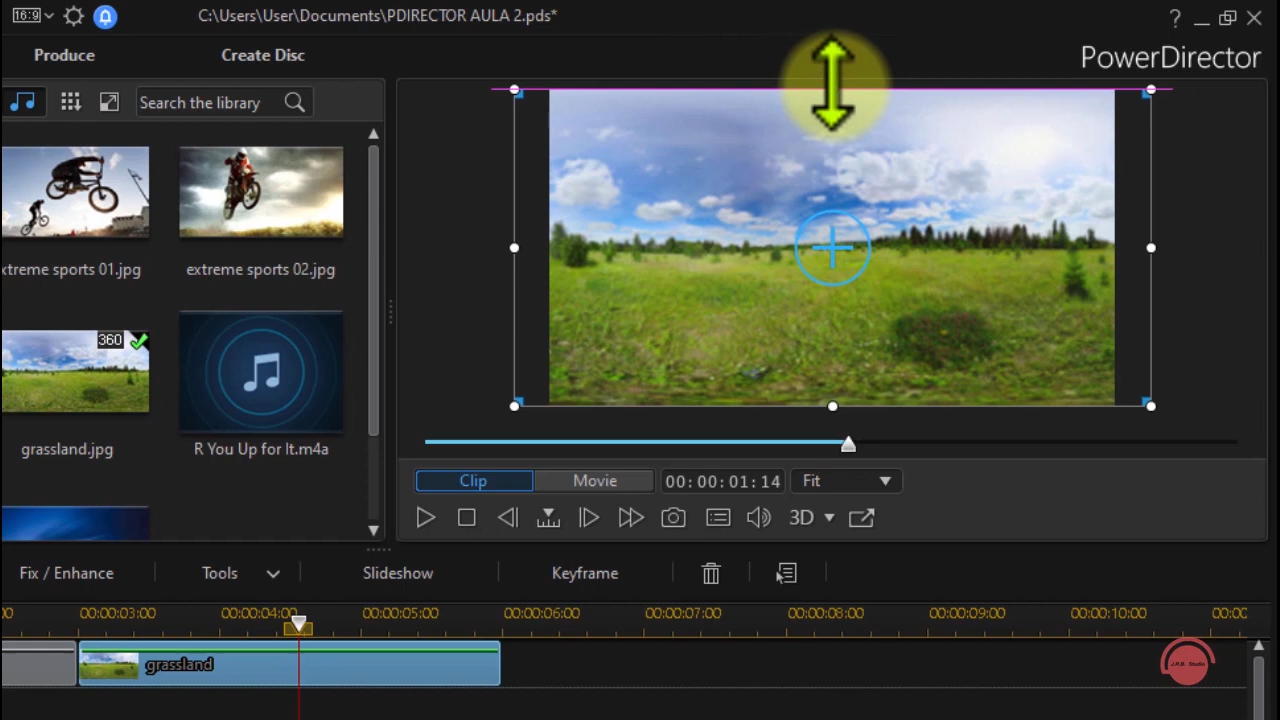 16:9
C:\Users\User\Documents\PDIRECTOR AULA 2.pds*
?
Produce
Create Disc
PowerDirector
Search the library
xtreme sports 01.jpg
extreme sports 02.jpg
360
grassland.jpg
R You Up for It.m4a
Clip
Movie
00:00:01:14
Fit
3D
Fix / Enhance
Tools
Slideshow
Keyframe
00
00:00:03:00
00:00:04:00
00:00:05:00
00:00:06:00
00:00:07:00
00:00:08:00
00:00:09:00
00:00:10:00
00:0
grassland
J.R.B. Studio